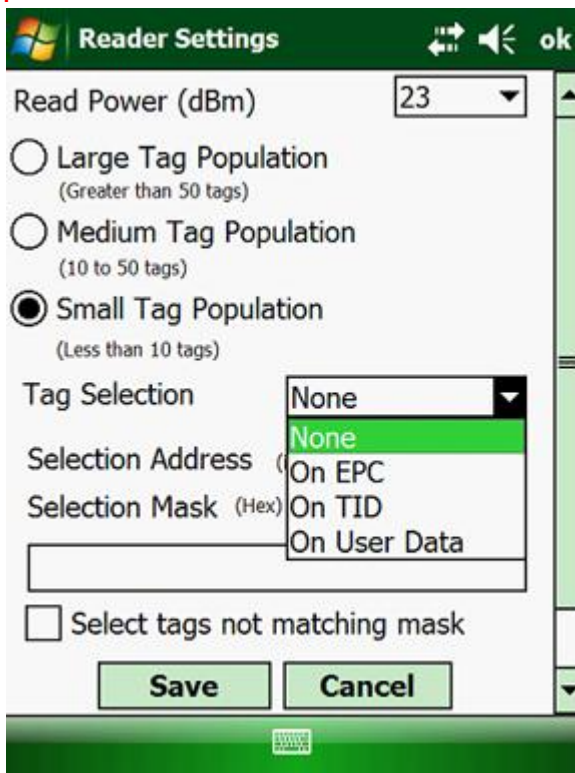 Reader Settings ok
Read Power (dBm) 23
Large Tag Population
(Greater than 50 tags)
Medium Tag Population
(10 to 50 tags)
Small Tag Population
(Less than 10 tags)
Tag Selection None
None
Selection Address
On EPC
Selection Mask (Hex) On TID
On User Data
Select tags not matching mask
Save Cancel